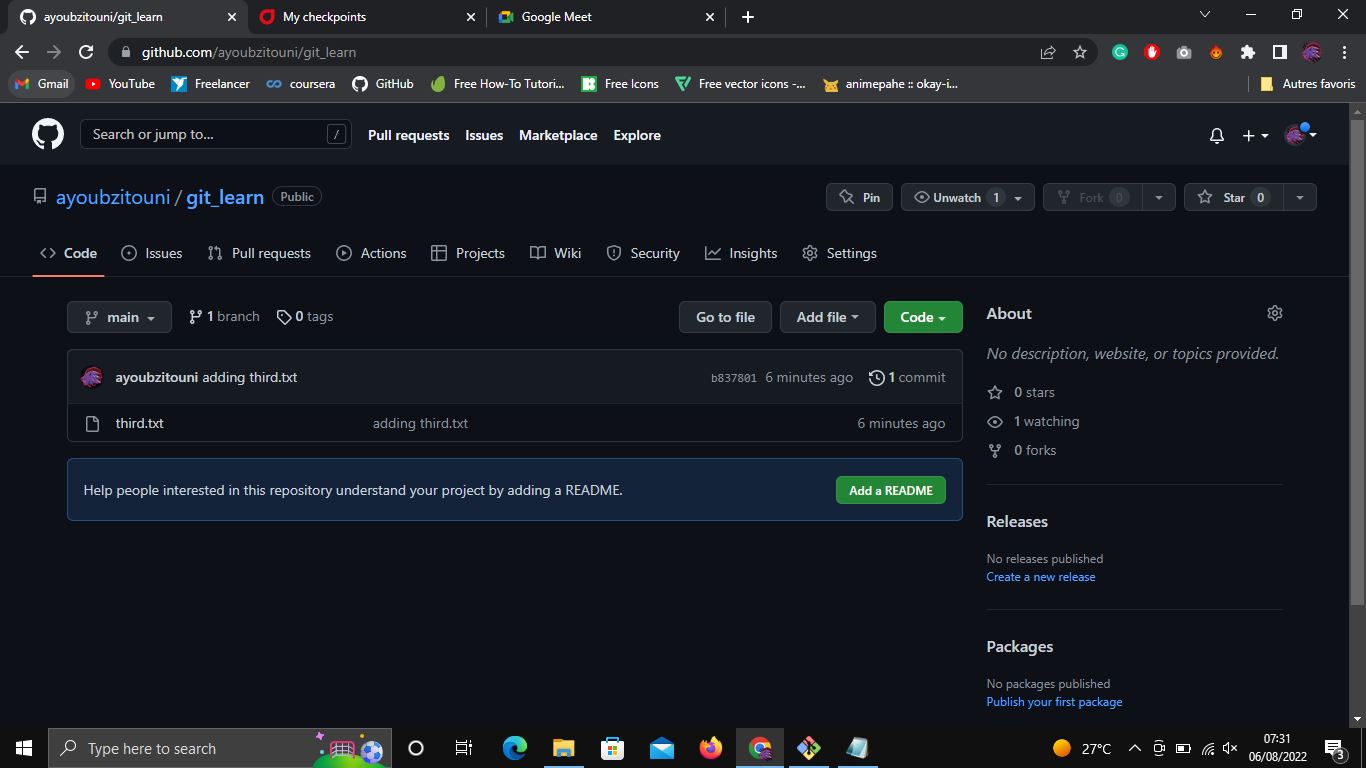 ayoubzitouni/git_learn My checkpoints Google Meet
github.com/ayoubzitouni/git_learn
Gmail YouTube Freelancer coursera GitHub Free How-To Tutori... Free Icons Free vector icons -... animepahe :: okay-i... Autres favoris
Search or jump to... / Pull requests Issues Marketplace Explore
ayoubzitouni / git_learn Public Pin Unwatch 1 Fork 0 Star 0
Code Issues Pull requests Actions Projects Wiki Security Insights Settings
main 1 branch 0 tags Go to file Add file Code
About
No description, website, or topics provided.
ayoubzitouni adding third.txt b837801 6 minutes ago 1 commit
0 stars
third.txt adding third.txt 6 minutes ago
1 watching
0 forks
Help people interested in this repository understand your project by adding a README. Add a README
Releases
No releases published
Create a new release
Packages
No packages published
Publish your first package
Type here to search 27°C 07:31
06/08/2022 3